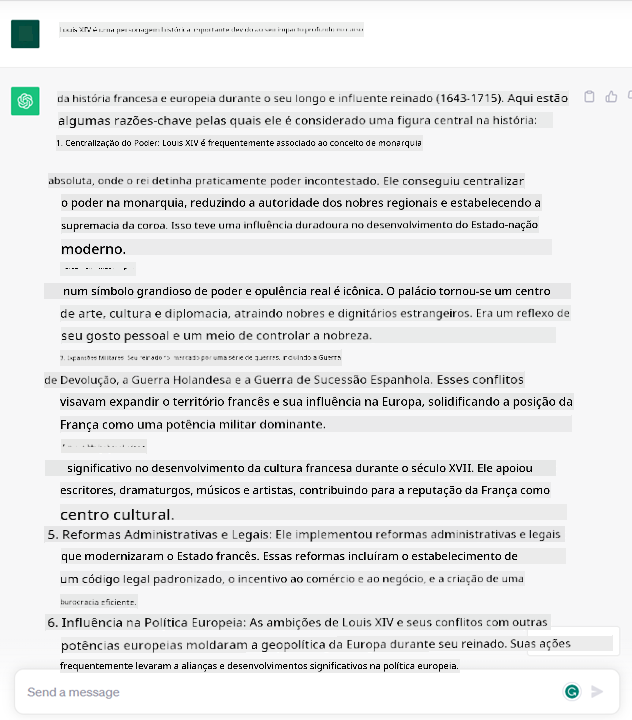 Louis XIV é uma personagem histórica importante devido ao seu impacto profundo no curso
da história francesa e europeia durante o seu longo e influente reinado (1643-1715). Aqui estão
algumas razões-chave pelas quais ele é considerado uma figura central na história:
1. Centralização do Poder: Louis XIV é frequentemente associado ao conceito de monarquia
absoluta, onde o rei detinha praticamente poder incontestado. Ele conseguiu centralizar
o poder na monarquia, reduzindo a autoridade dos nobres regionais e estabelecendo a
supremacia da coroa. Isso teve uma influência duradoura no desenvolvimento do Estado-nação
moderno.
num símbolo grandioso de poder e opulência real é icônica. O palácio tornou-se um centro
de arte, cultura e diplomacia, atraindo nobres e dignitários estrangeiros. Era um reflexo de
seu gosto pessoal e um meio de controlar a nobreza.
3. Expansões Militares: Seu reinado foi marcado por uma série de guerras, incluindo a Guerra
de Devolução, a Guerra Holandesa e a Guerra de Sucessão Espanhola. Esses conflitos
visavam expandir o território francês e sua influência na Europa, solidificando a posição da
França como uma potência militar dominante.
significativo no desenvolvimento da cultura francesa durante o século XVII. Ele apoiou
escritores, dramaturgos, músicos e artistas, contribuindo para a reputação da França como
centro cultural.
5. Reformas Administrativas e Legais: Ele implementou reformas administrativas e legais
que modernizaram o Estado francês. Essas reformas incluíram o estabelecimento de
um código legal padronizado, o incentivo ao comércio e ao negócio, e a criação de uma
burocracia eficiente.
6. Influência na Política Europeia: As ambições de Louis XIV e seus conflitos com outras
potências europeias moldaram a geopolítica da Europa durante seu reinado. Suas ações
frequentemente levaram a alianças e desenvolvimentos significativos na política europeia.
Send a message